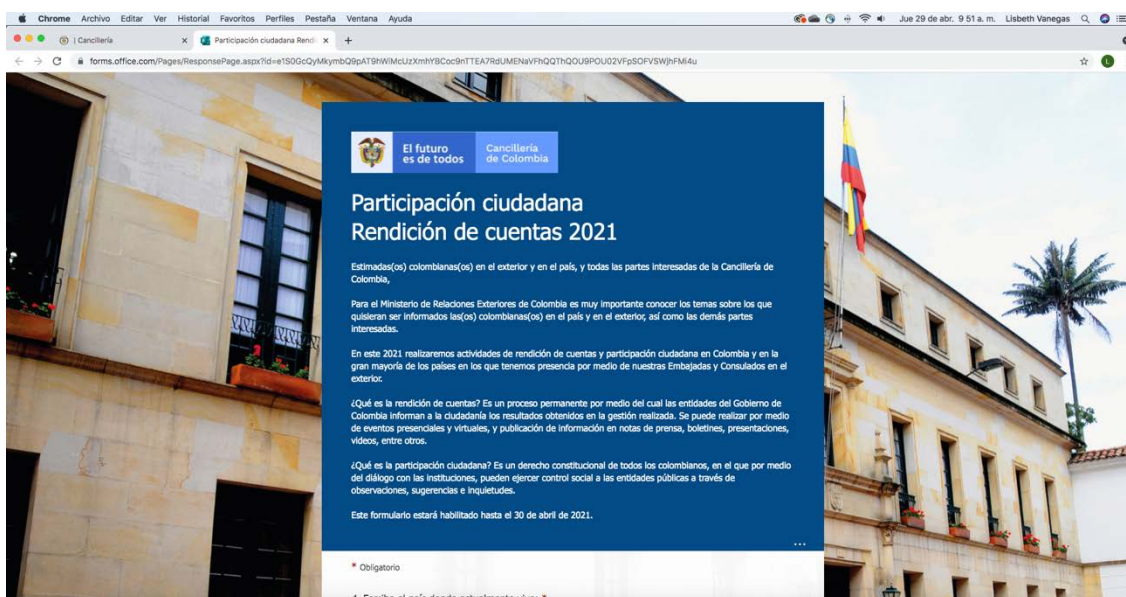 Chrome Archivo Editar Ver Historial Favoritos Perfiles Pestaña Ventana Ayuda
Jue 29 de abr. 9 51 a. m. Lisbeth Vanegas
| Cancillería
Participación ciudadana Rendi
forms.office.com/Pages/ResponsePage.aspx?id=
El futuro
es de todos
Cancillería
de Colombia
Participación ciudadana
Rendición de cuentas 2021
Estimadas(os) colombianas(os) en el exterior y en el país, y todas las partes interesadas de la Cancillería de
Colombia,
Para el Ministerio de Relaciones Exteriores de Colombia es muy importante conocer los temas sobre los que
quisieran ser informados las(os) colombianas(os) en el país y en el exterior, así como las demás partes
interesadas.
En este 2021 realizaremos actividades de rendición de cuentas y participación ciudadana en Colombia y en la
gran mayoría de los países en los que tenemos presencia por medio de nuestras Embajadas y Consulados en el
exterior.
¿Qué es la rendición de cuentas? Es un proceso permanente por medio del cual las entidades del Gobierno de
Colombia informan a la ciudadanía los resultados obtenidos en la gestión realizada. Se puede realizar por medio
de eventos presenciales y virtuales, y publicación de información en notas de prensa, boletines, presentaciones,
videos, entre otros.
¿Qué es la participación ciudadana? Es un derecho constitucional de todos los colombianos, en el que por medio
del diálogo con las instituciones, pueden ejercer control social a las entidades públicas a través de
observaciones, sugerencias e inquietudes.
Este formulario estará habilitado hasta el 30 de abril de 2021.
* Obligatorio